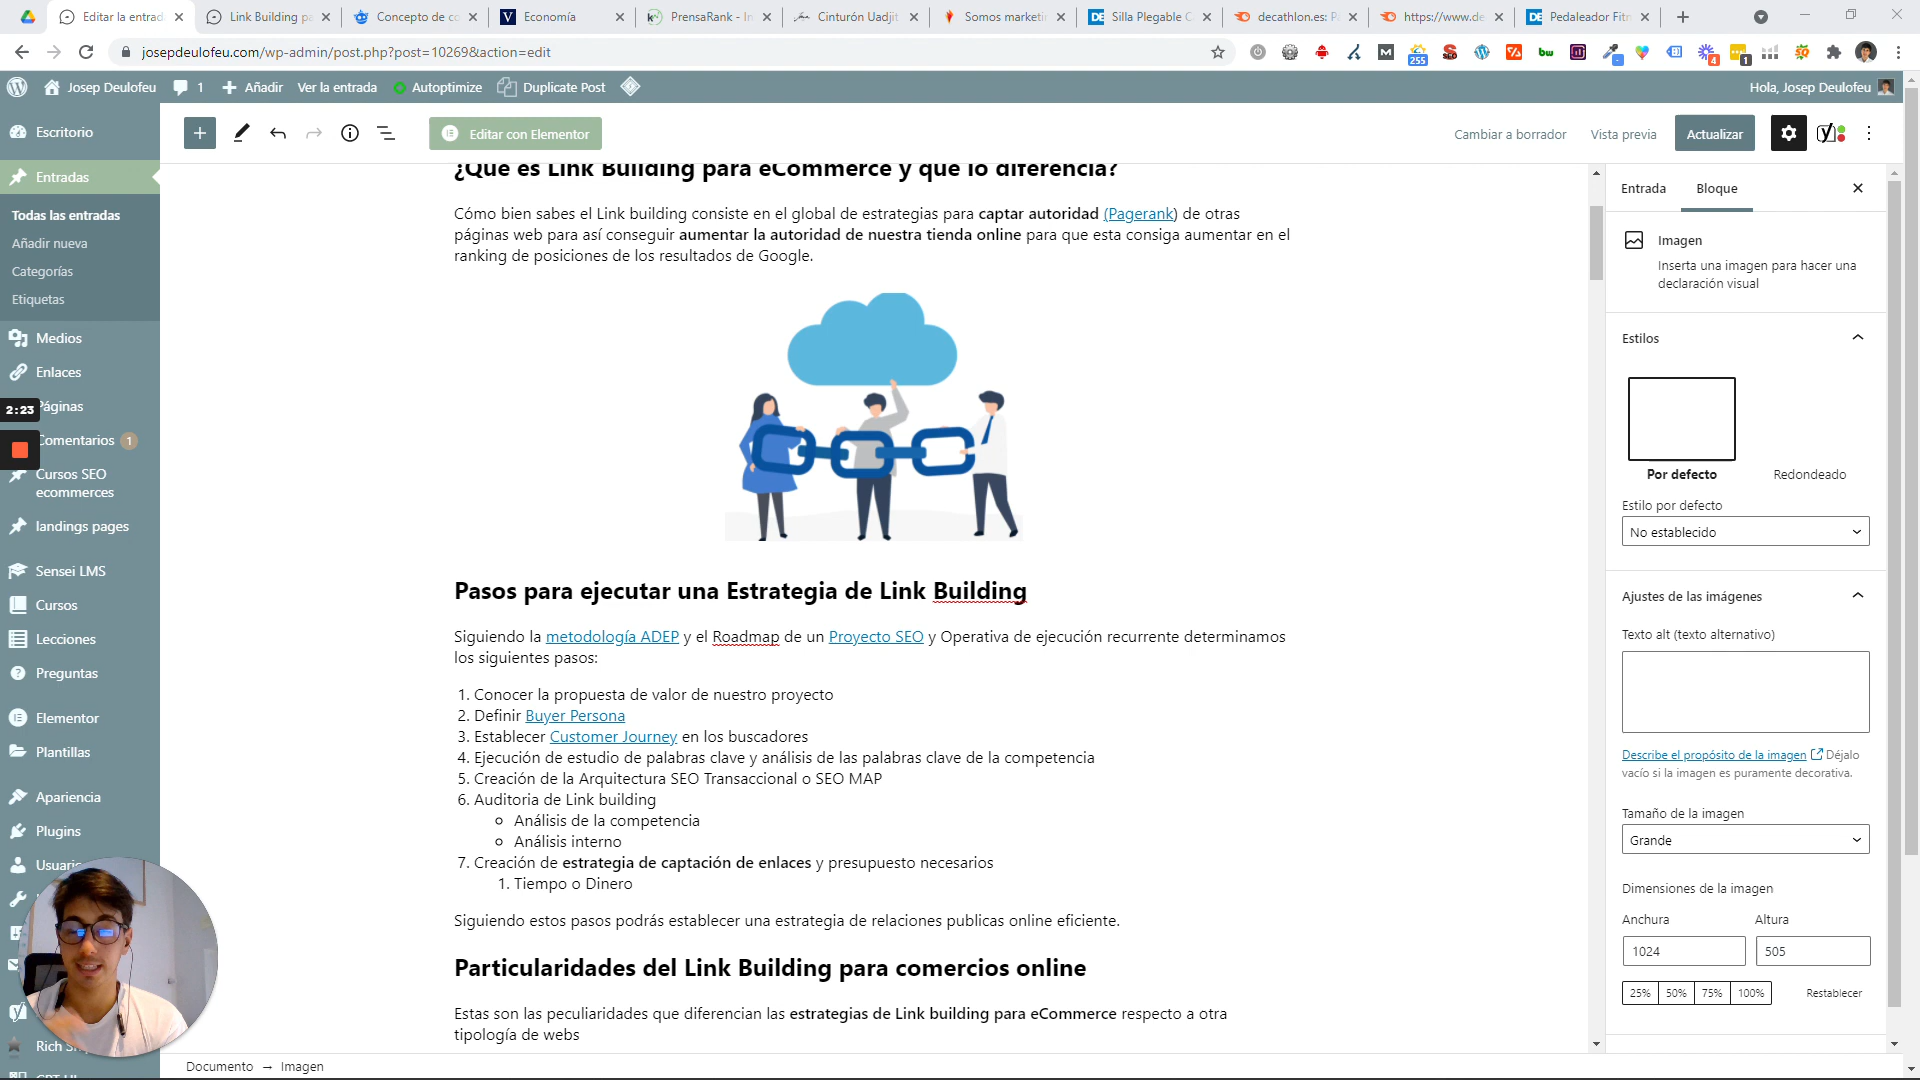 Editar la entrad
Link Building pa
Concepto de co
Economía
PrensaRank - In
Cinturón Uadjit
Somos marketin
Silla Plegable C
decathlon.es: Pa
https://www.de
Pedaleador Fitn
josepdeulofeu.com/wp-admin/post.php?post=10269&action=edit
Josep Deulofeu
1
Añadir
Ver la entrada
Autoptimize
Duplicate Post
Hola, Josep Deulofeu
Editar con Elementor
Cambiar a borrador
Vista previa
Actualizar
Escritorio
Entradas
Todas las entradas
Añadir nueva
Categorías
Etiquetas
Medios
Enlaces
Páginas
2:23
Comentarios 1
Cursos SEO
ecommerces
landings pages
Sensei LMS
Cursos
Lecciones
Preguntas
Elementor
Plantillas
Apariencia
Plugins
Usuario
¿Que es Link Building para eCommerce y que lo diferencia?
Cómo bien sabes el Link building consiste en el global de estrategias para captar autoridad (Pagerank) de otras
páginas web para así conseguir aumentar la autoridad de nuestra tienda online para que esta consiga aumentar en el
ranking de posiciones de los resultados de Google.
Pasos para ejecutar una Estrategia de Link Building
Siguiendo la metodología ADEP y el Roadmap de un Proyecto SEO y Operativa de ejecución recurrente determinamos
los siguientes pasos:
1. Conocer la propuesta de valor de nuestro proyecto
2. Definir Buyer Persona
3. Establecer Customer Journey en los buscadores
4. Ejecución de estudio de palabras clave y análisis de las palabras clave de la competencia
5. Creación de la Arquitectura SEO Transaccional o SEO MAP
6. Auditoria de Link building
Análisis de la competencia
Análisis interno
7. Creación de estrategia de captación de enlaces y presupuesto necesarios
1. Tiempo o Dinero
Siguiendo estos pasos podrás establecer una estrategia de relaciones publicas online eficiente.
Particularidades del Link Building para comercios online
Estas son las peculiaridades que diferencian las estrategias de Link building para eCommerce respecto a otra
tipología de webs
Documento → Imagen
Entrada
Bloque
Imagen
Inserta una imagen para hacer una
declaración visual
Estilos
Por defecto
Redondeado
Estilo por defecto
No establecido
Ajustes de las imágenes
Texto alt (texto alternativo)
Describe el propósito de la imagen Déjalo
vacío si la imagen es puramente decorativa.
Tamaño de la imagen
Grande
Dimensiones de la imagen
Anchura
Altura
1024
505
25% 50% 75% 100%
Restablecer